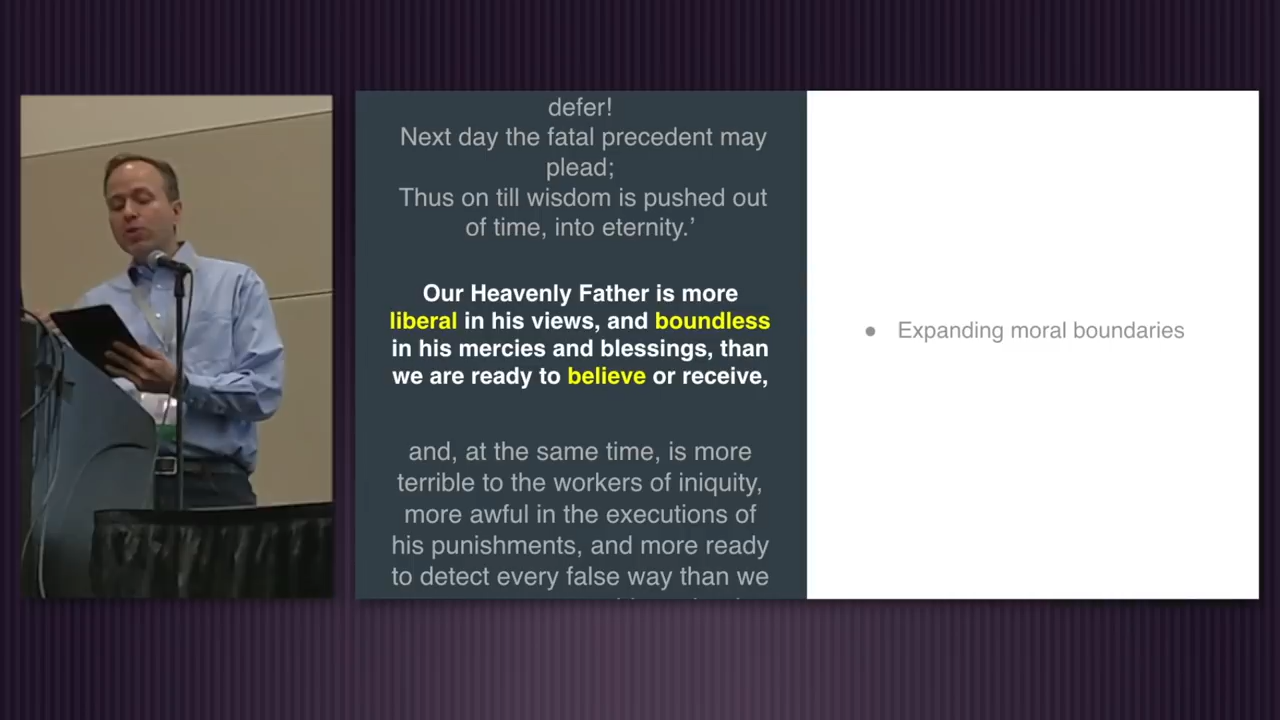 defer!
Next day the fatal precedent may
plead;
Thus on till wisdom is pushed out
of time, into eternity.’
Our Heavenly Father is more
liberal in his views, and boundless
in his mercies and blessings, than
we are ready to believe or receive,
and, at the same time, is more
terrible to the workers of iniquity,
more awful in the executions of
his punishments, and more ready
to detect every false way than we
● Expanding moral boundaries